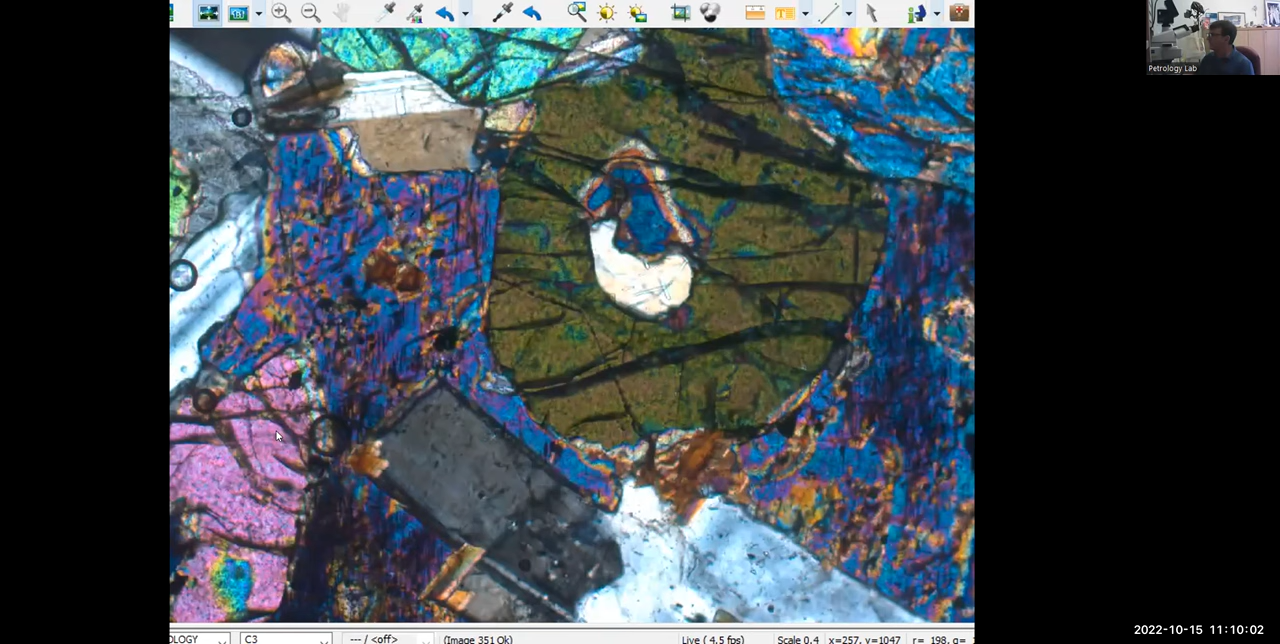 Petrology Lab
OLOGY
C3
--- / <off>
(Image 351 Ok)
Live ( 4.5 fps)
Scale 0.4
x=257, y=1047
r= 198, g=
2022-10-15 11:10:02